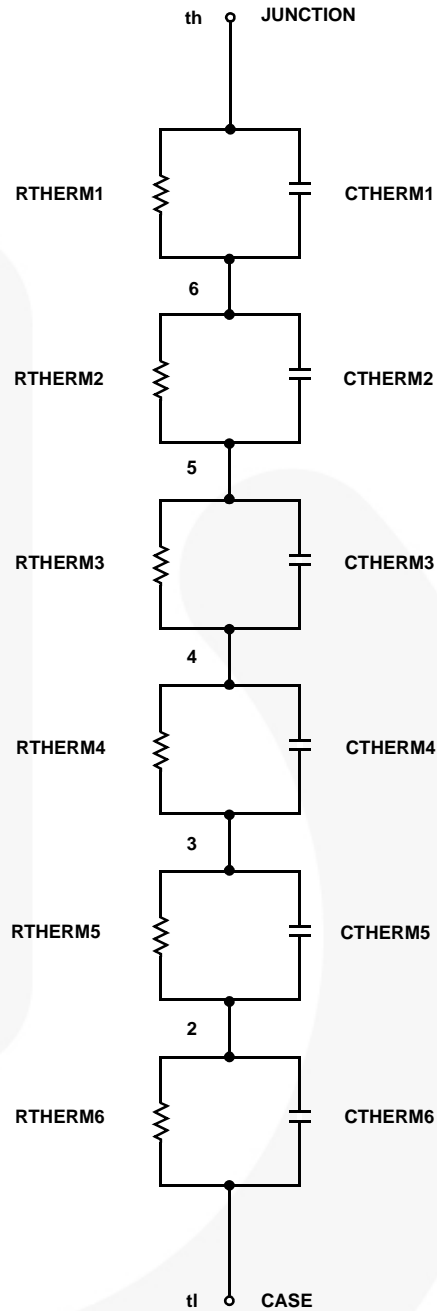 th JUNCTION
RTHERM1 CTHERM1
6
RTHERM2 CTHERM2
5
RTHERM3 CTHERM3
4
RTHERM4 CTHERM4
3
RTHERM5 CTHERM5
2
RTHERM6 CTHERM6
tl CASE